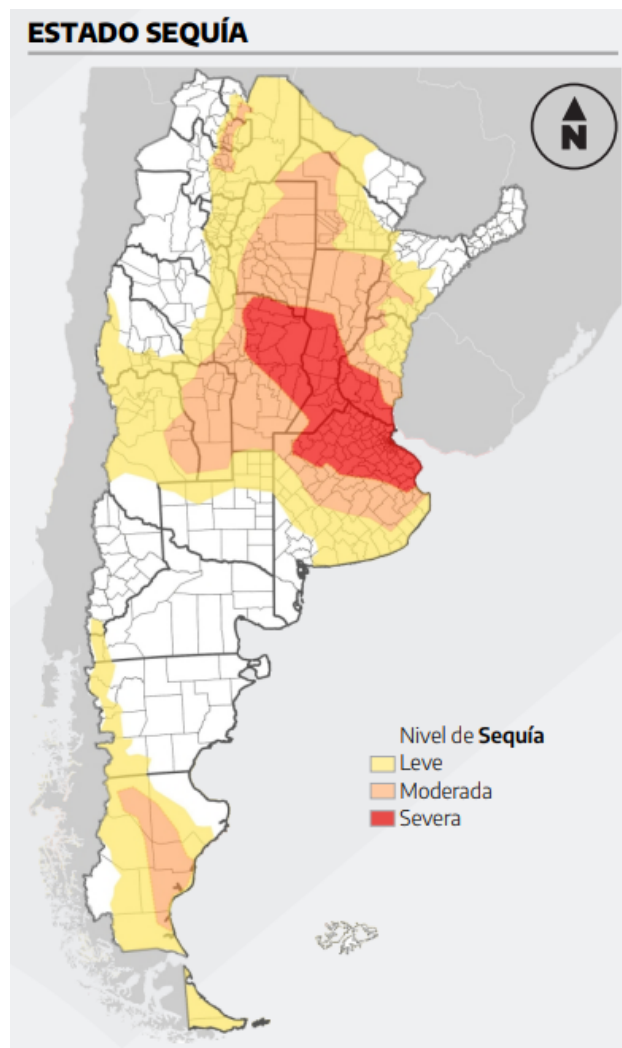 ESTADO SEQUÍA
N
Nivel de Sequía
Leve
Moderada
Severa